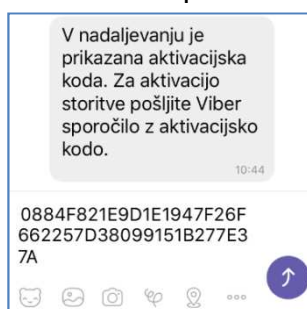 V nadaljevanju je
prikazana aktivacijska
koda. Za aktivacijo
storitve pošljite Viber
sporočilo z aktivacijsko
kodo.
10:44
0884F821E9D1E1947F26F
662257D38099151B277E3
7A